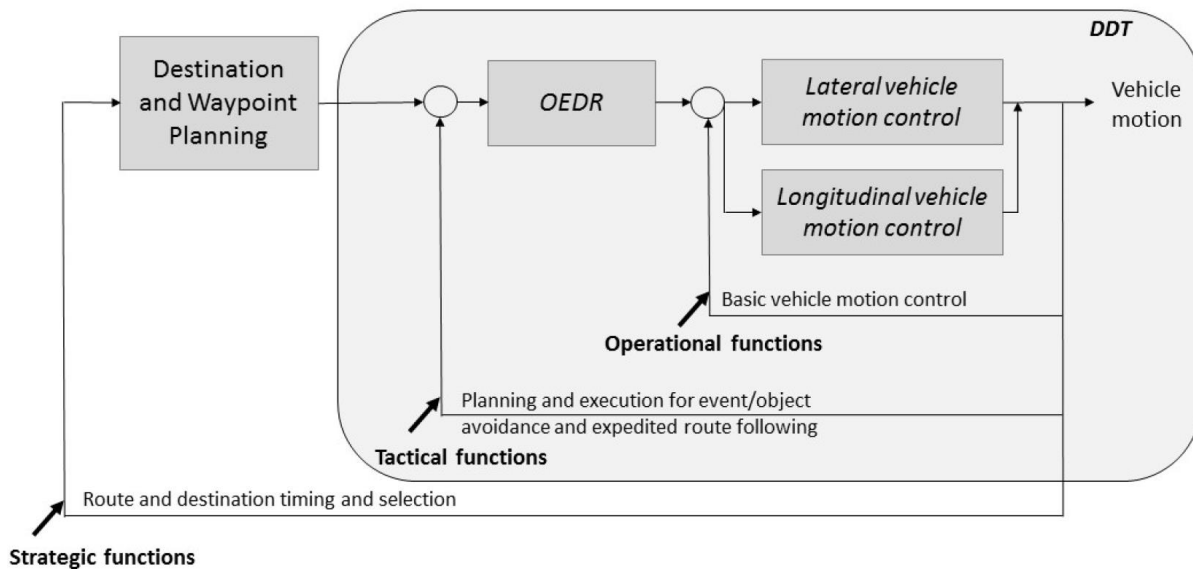 DDT
Destination
and Waypoint
Planning
OEDR
Lateral vehicle
motion control
Vehicle
motion
Longitudinal vehicle
motion control
Basic vehicle motion control
Operational functions
Planning and execution for event/object
avoidance and expedited route following
Tactical functions
Route and destination timing and selection
Strategic functions